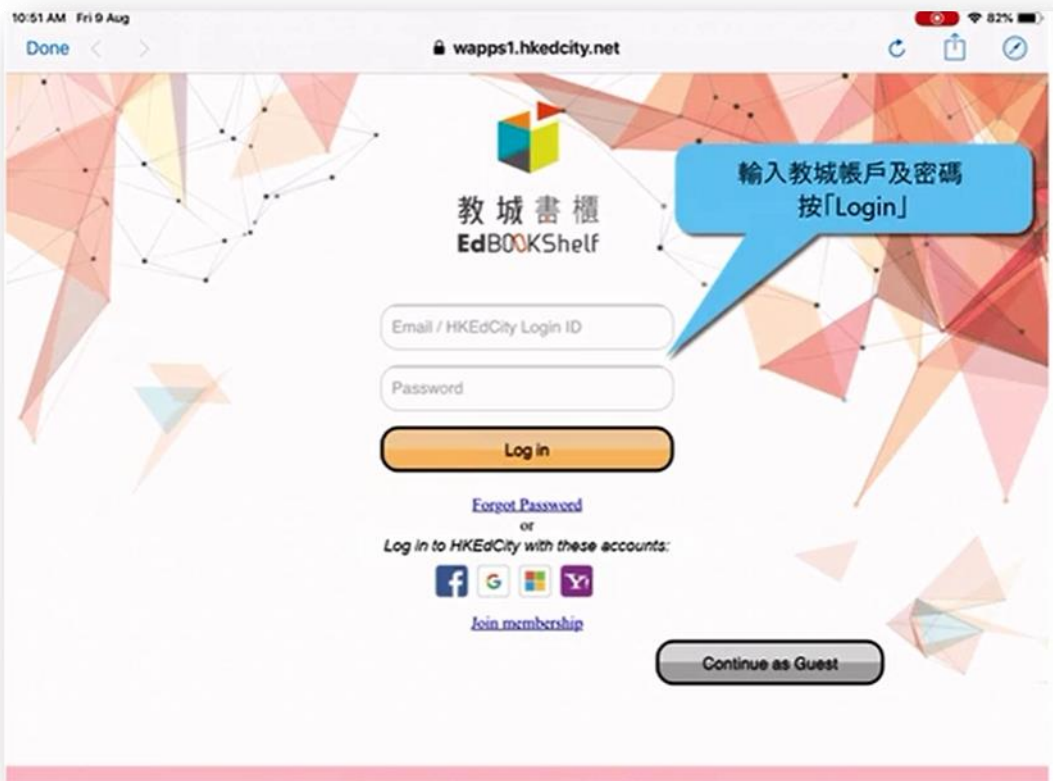 10:51 AM Fri 9 Aug
82%
Done
wapps1.hkedcity.net
教城書櫃
EdBOOKShelf
輸入教城帳戶及密碼
按「Login」
Email / HKEdCity Login ID
Password
Log in
Forgot Password
or
Log in to HKEdCity with these accounts:
Join membership
Continue as Guest